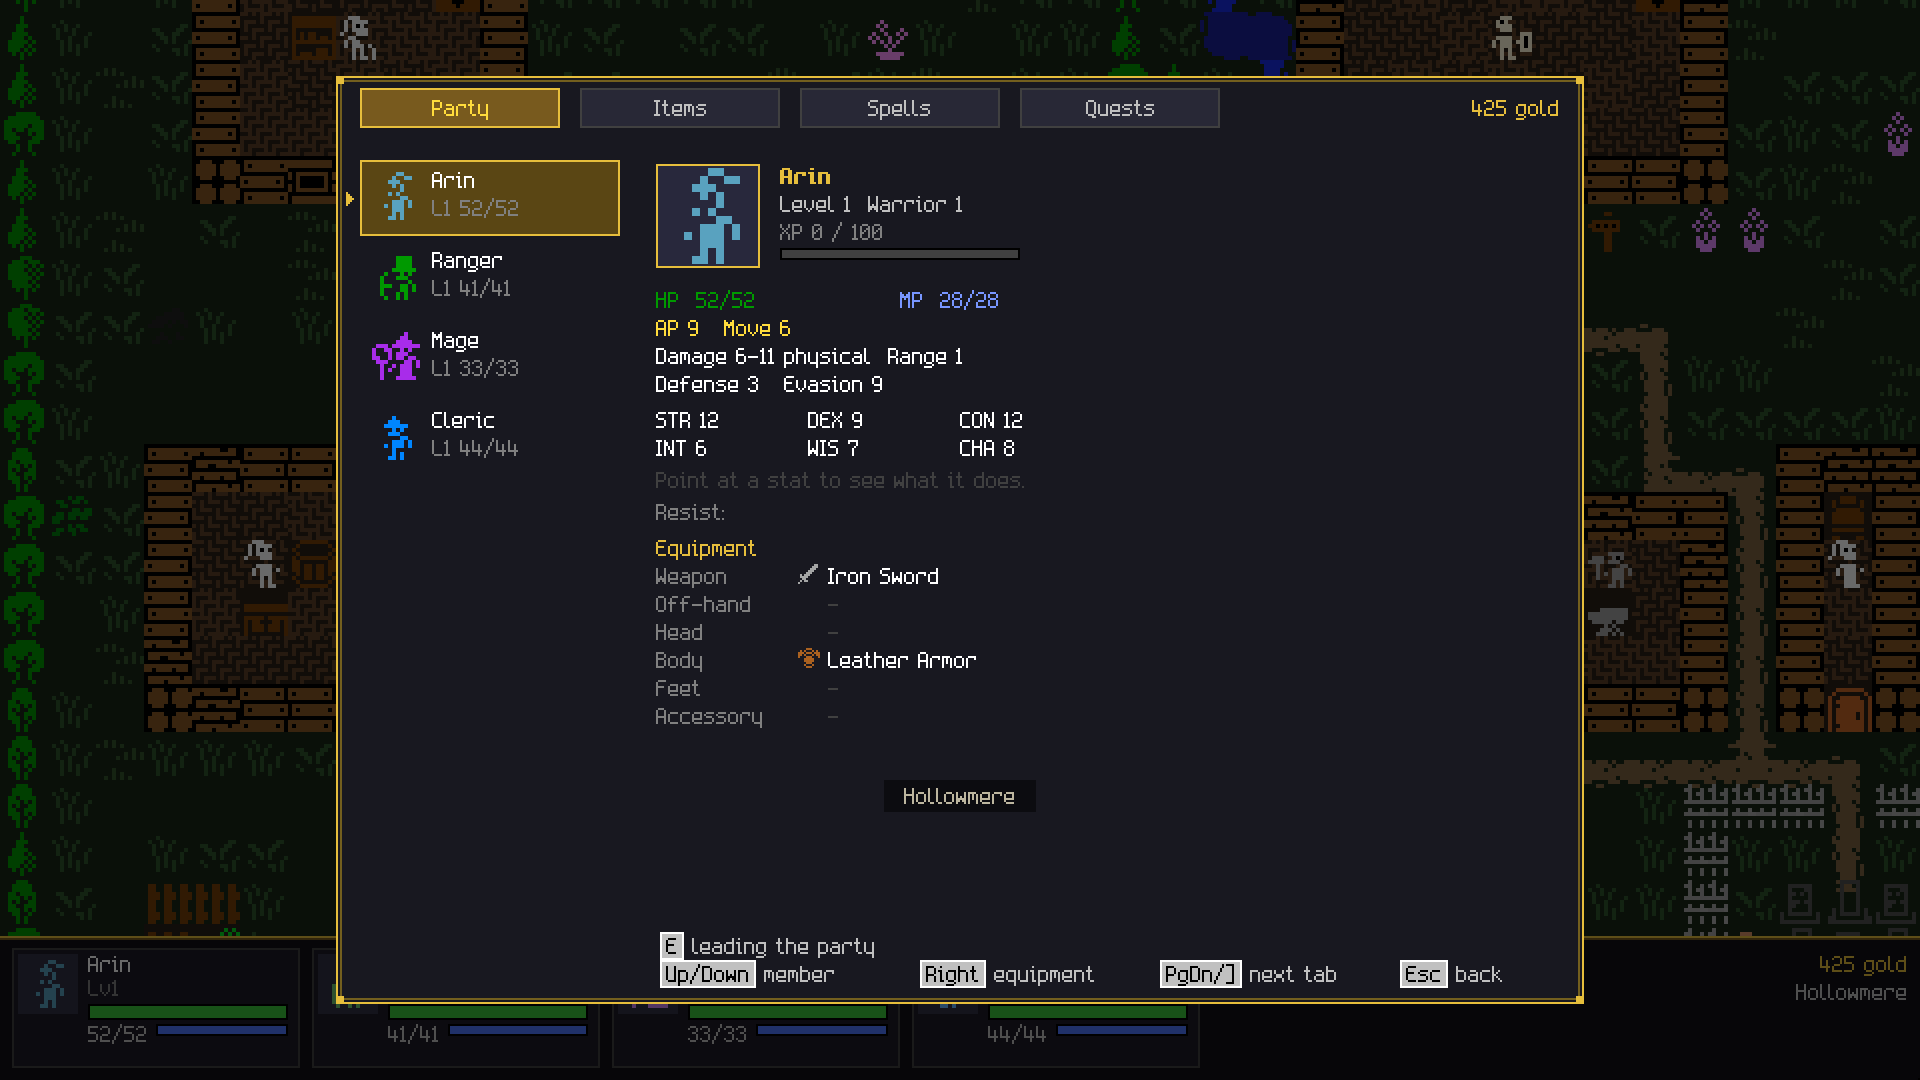 Party Items Spells Quests 425 gold
Arin
L1 52/52
Ranger
L1 41/41
Mage
L1 33/33
Cleric
L1 44/44
Arin
Level 1 Warrior 1
XP 0 / 100
HP 52/52 MP 28/28
AP 9 Move 6
Damage 6-11 physical Range 1
Defense 3 Evasion 9
STR 12 DEX 9 CON 12
INT 6 WIS 7 CHA 8
Point at a stat to see what it does.
Resist:
Equipment
Weapon Iron Sword
Off-hand -
Head -
Body Leather Armor
Feet -
Accessory -
Hollowmere
E leading the party
Up/Down member Right equipment PgDn/] next tab Esc back
Arin
Lv1
52/52
41/41
33/33
44/44
425 gold
Hollowmere